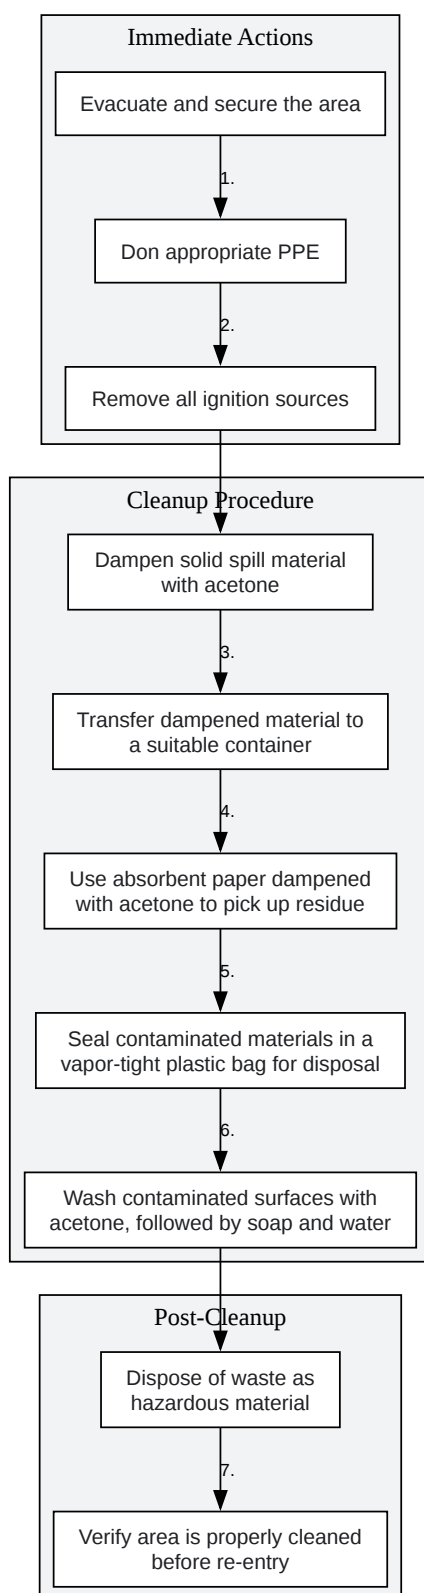 Immediate Actions
Evacuate and secure the area
1.
Don appropriate PPE
2.
Remove all ignition sources
Cleanup Procedure
Dampen solid spill material
with acetone
3.
Transfer dampened material to
a suitable container
4.
Use absorbent paper dampened
with acetone to pick up residue
5.
Seal contaminated materials in a
vapor-tight plastic bag for disposal
6.
Wash contaminated surfaces with
acetone, followed by soap and water
Post-Cleanup
Dispose of waste as
hazardous material
7.
Verify area is properly cleaned
before re-entry